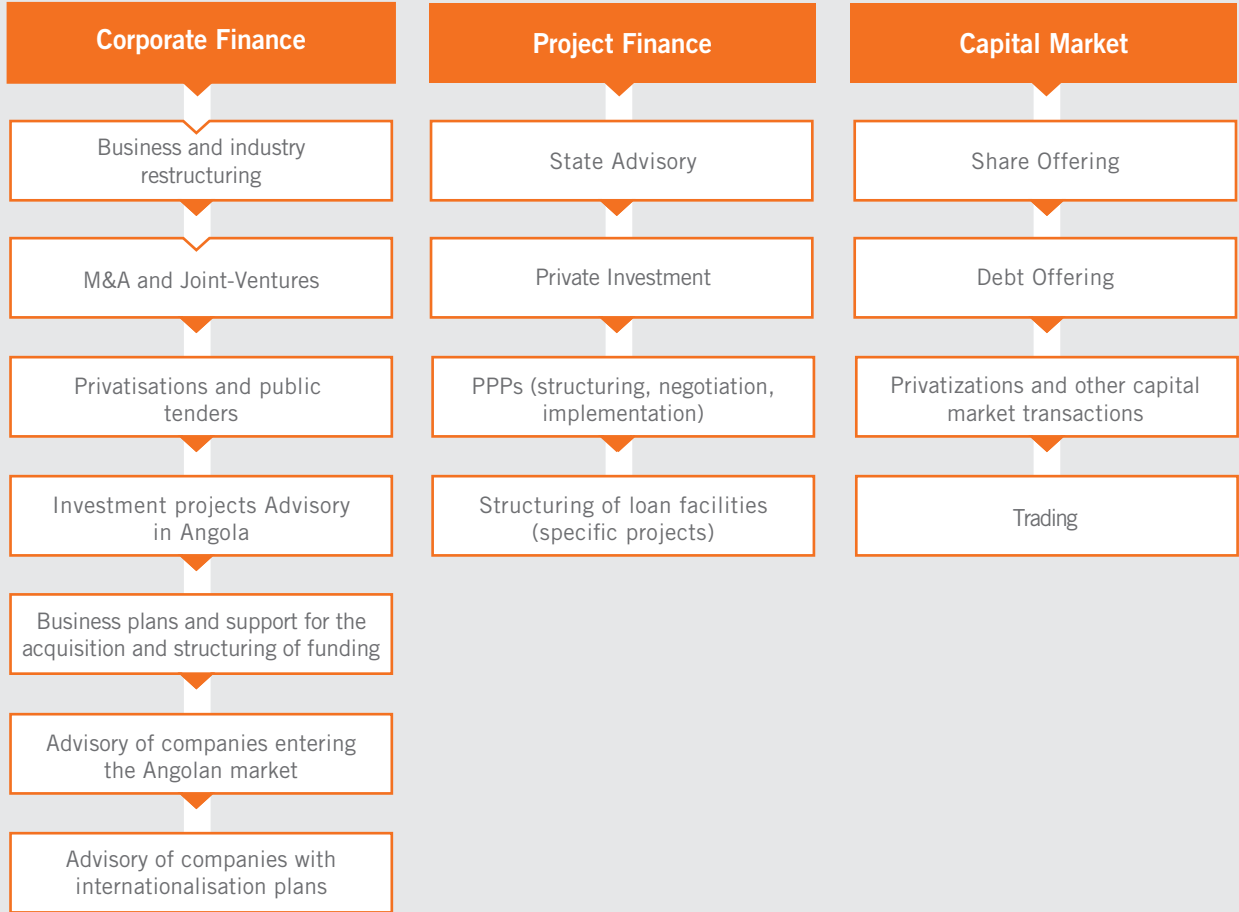 Corporate Finance
Business and industry
restructuring
M&A and Joint-Ventures
Privatisations and public
tenders
Investment projects Advisory
in Angola
Business plans and support for the
acquisition and structuring of funding
Advisory of companies entering
the Angolan market
Advisory of companies with
internationalisation plans
Project Finance
State Advisory
Private Investment
PPPs (structuring, negotiation,
implementation)
Structuring of loan facilities
(specific projects)
Capital Market
Share Offering
Debt Offering
Privatizations and other capital
market transactions
Trading